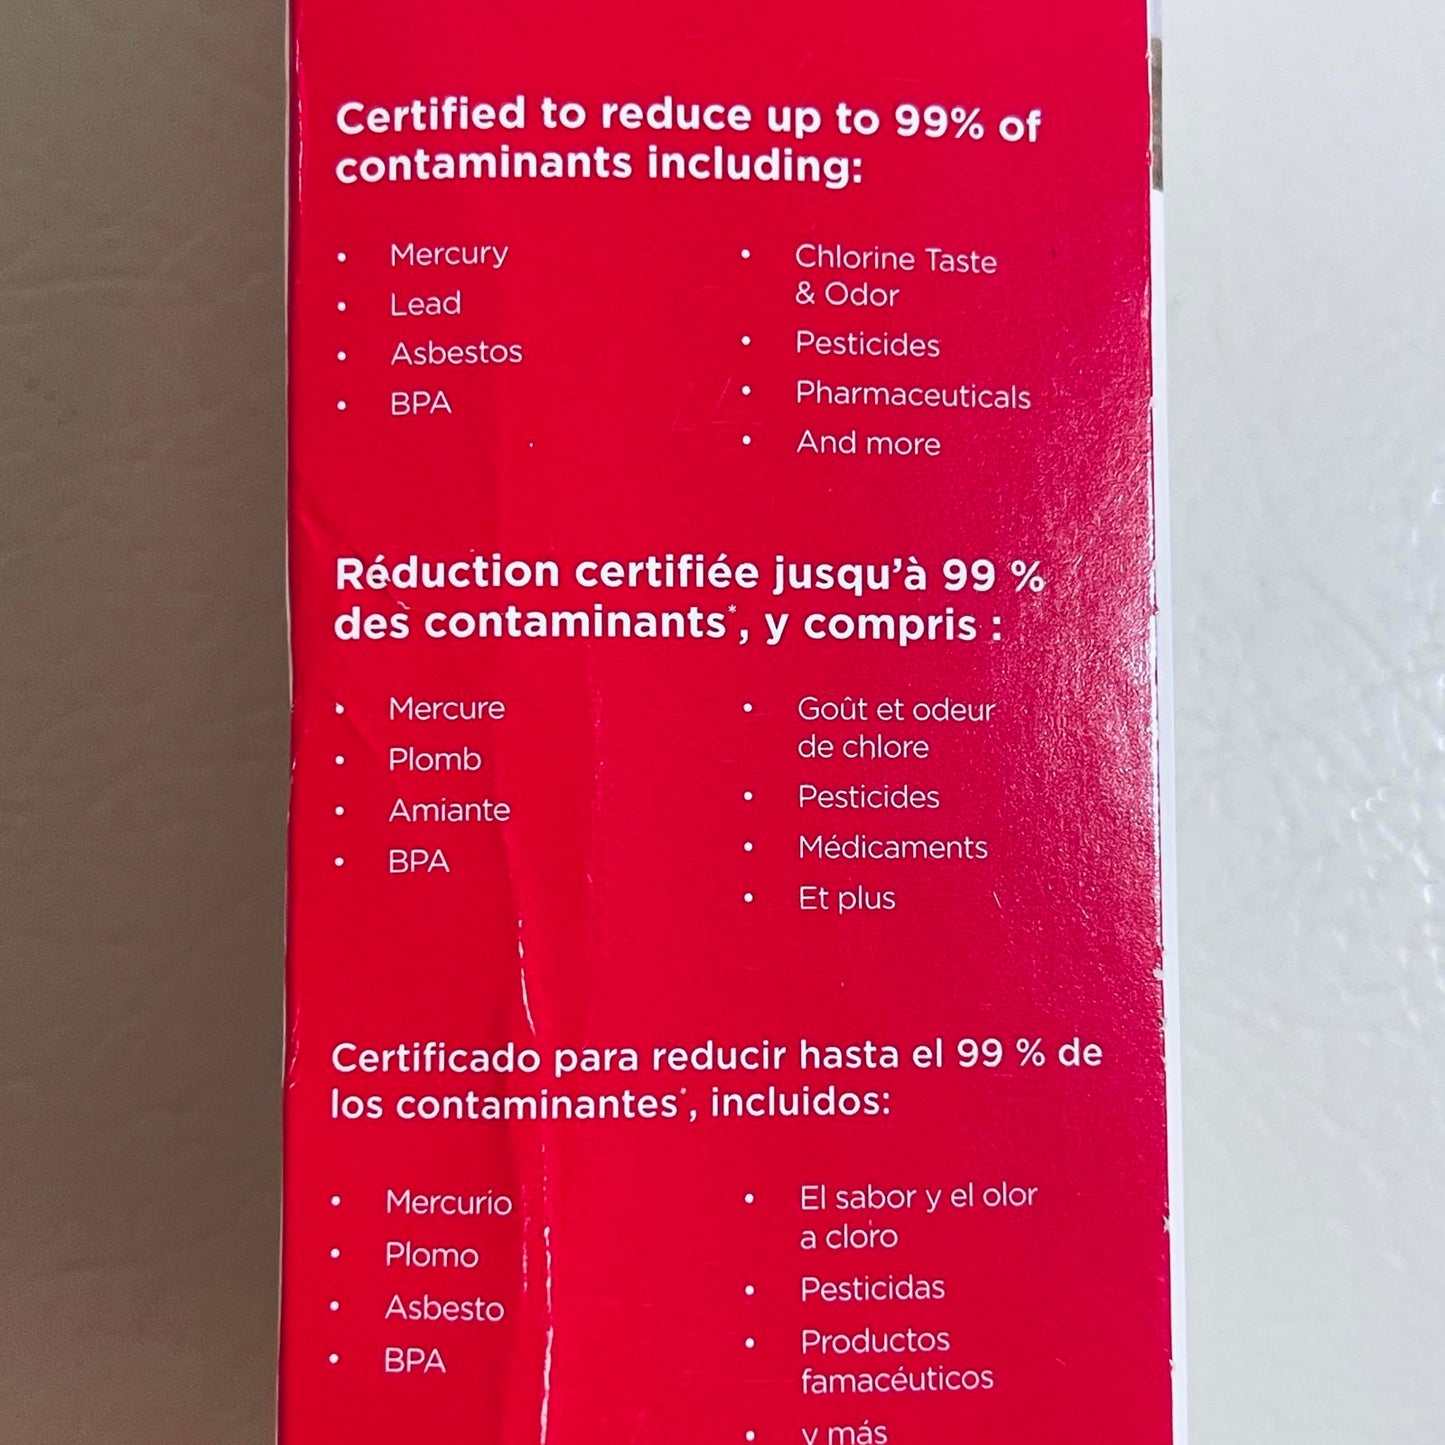 Certified to reduce up to 99% of
contaminants including:
• Mercury
• Lead
• Asbestos
• BPA
• Chlorine Taste
& Odor
• Pesticides
• Pharmaceuticals
• And more
Réduction certifiée jusqu'à 99 %
des contaminants*, y compris :
• Mercure
• Plomb
• Amiante
• BPA
• Goût et odeur
de chlore
• Pesticides
• Médicaments
• Et plus
Certificado para reducir hasta el 99 % de
los contaminantes*, incluidos:
• Mercurio
• Plomo
• Asbesto
• BPA
• El sabor y el olor
a cloro
• Pesticidas
• Productos
famacéuticos
• y más